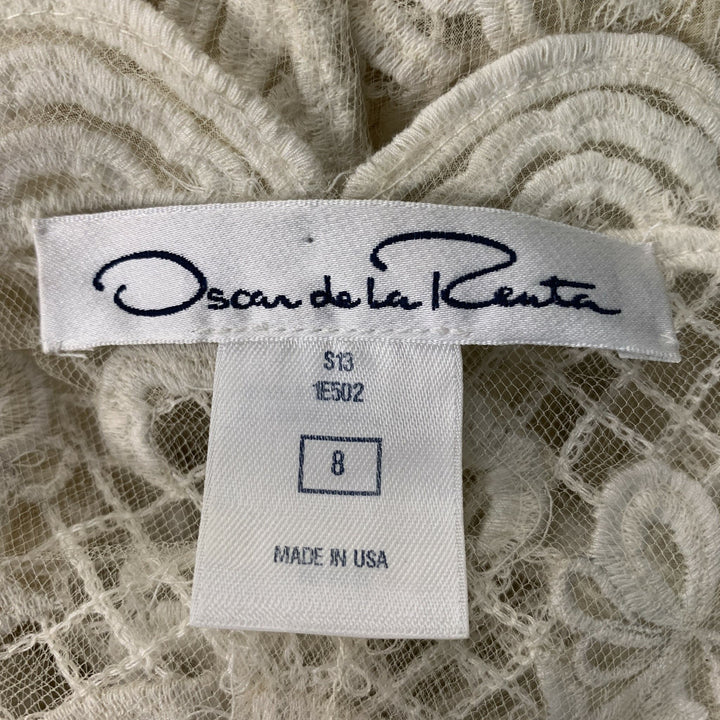 Oscar de la Renta
S13
1E502
8
MADE IN USA